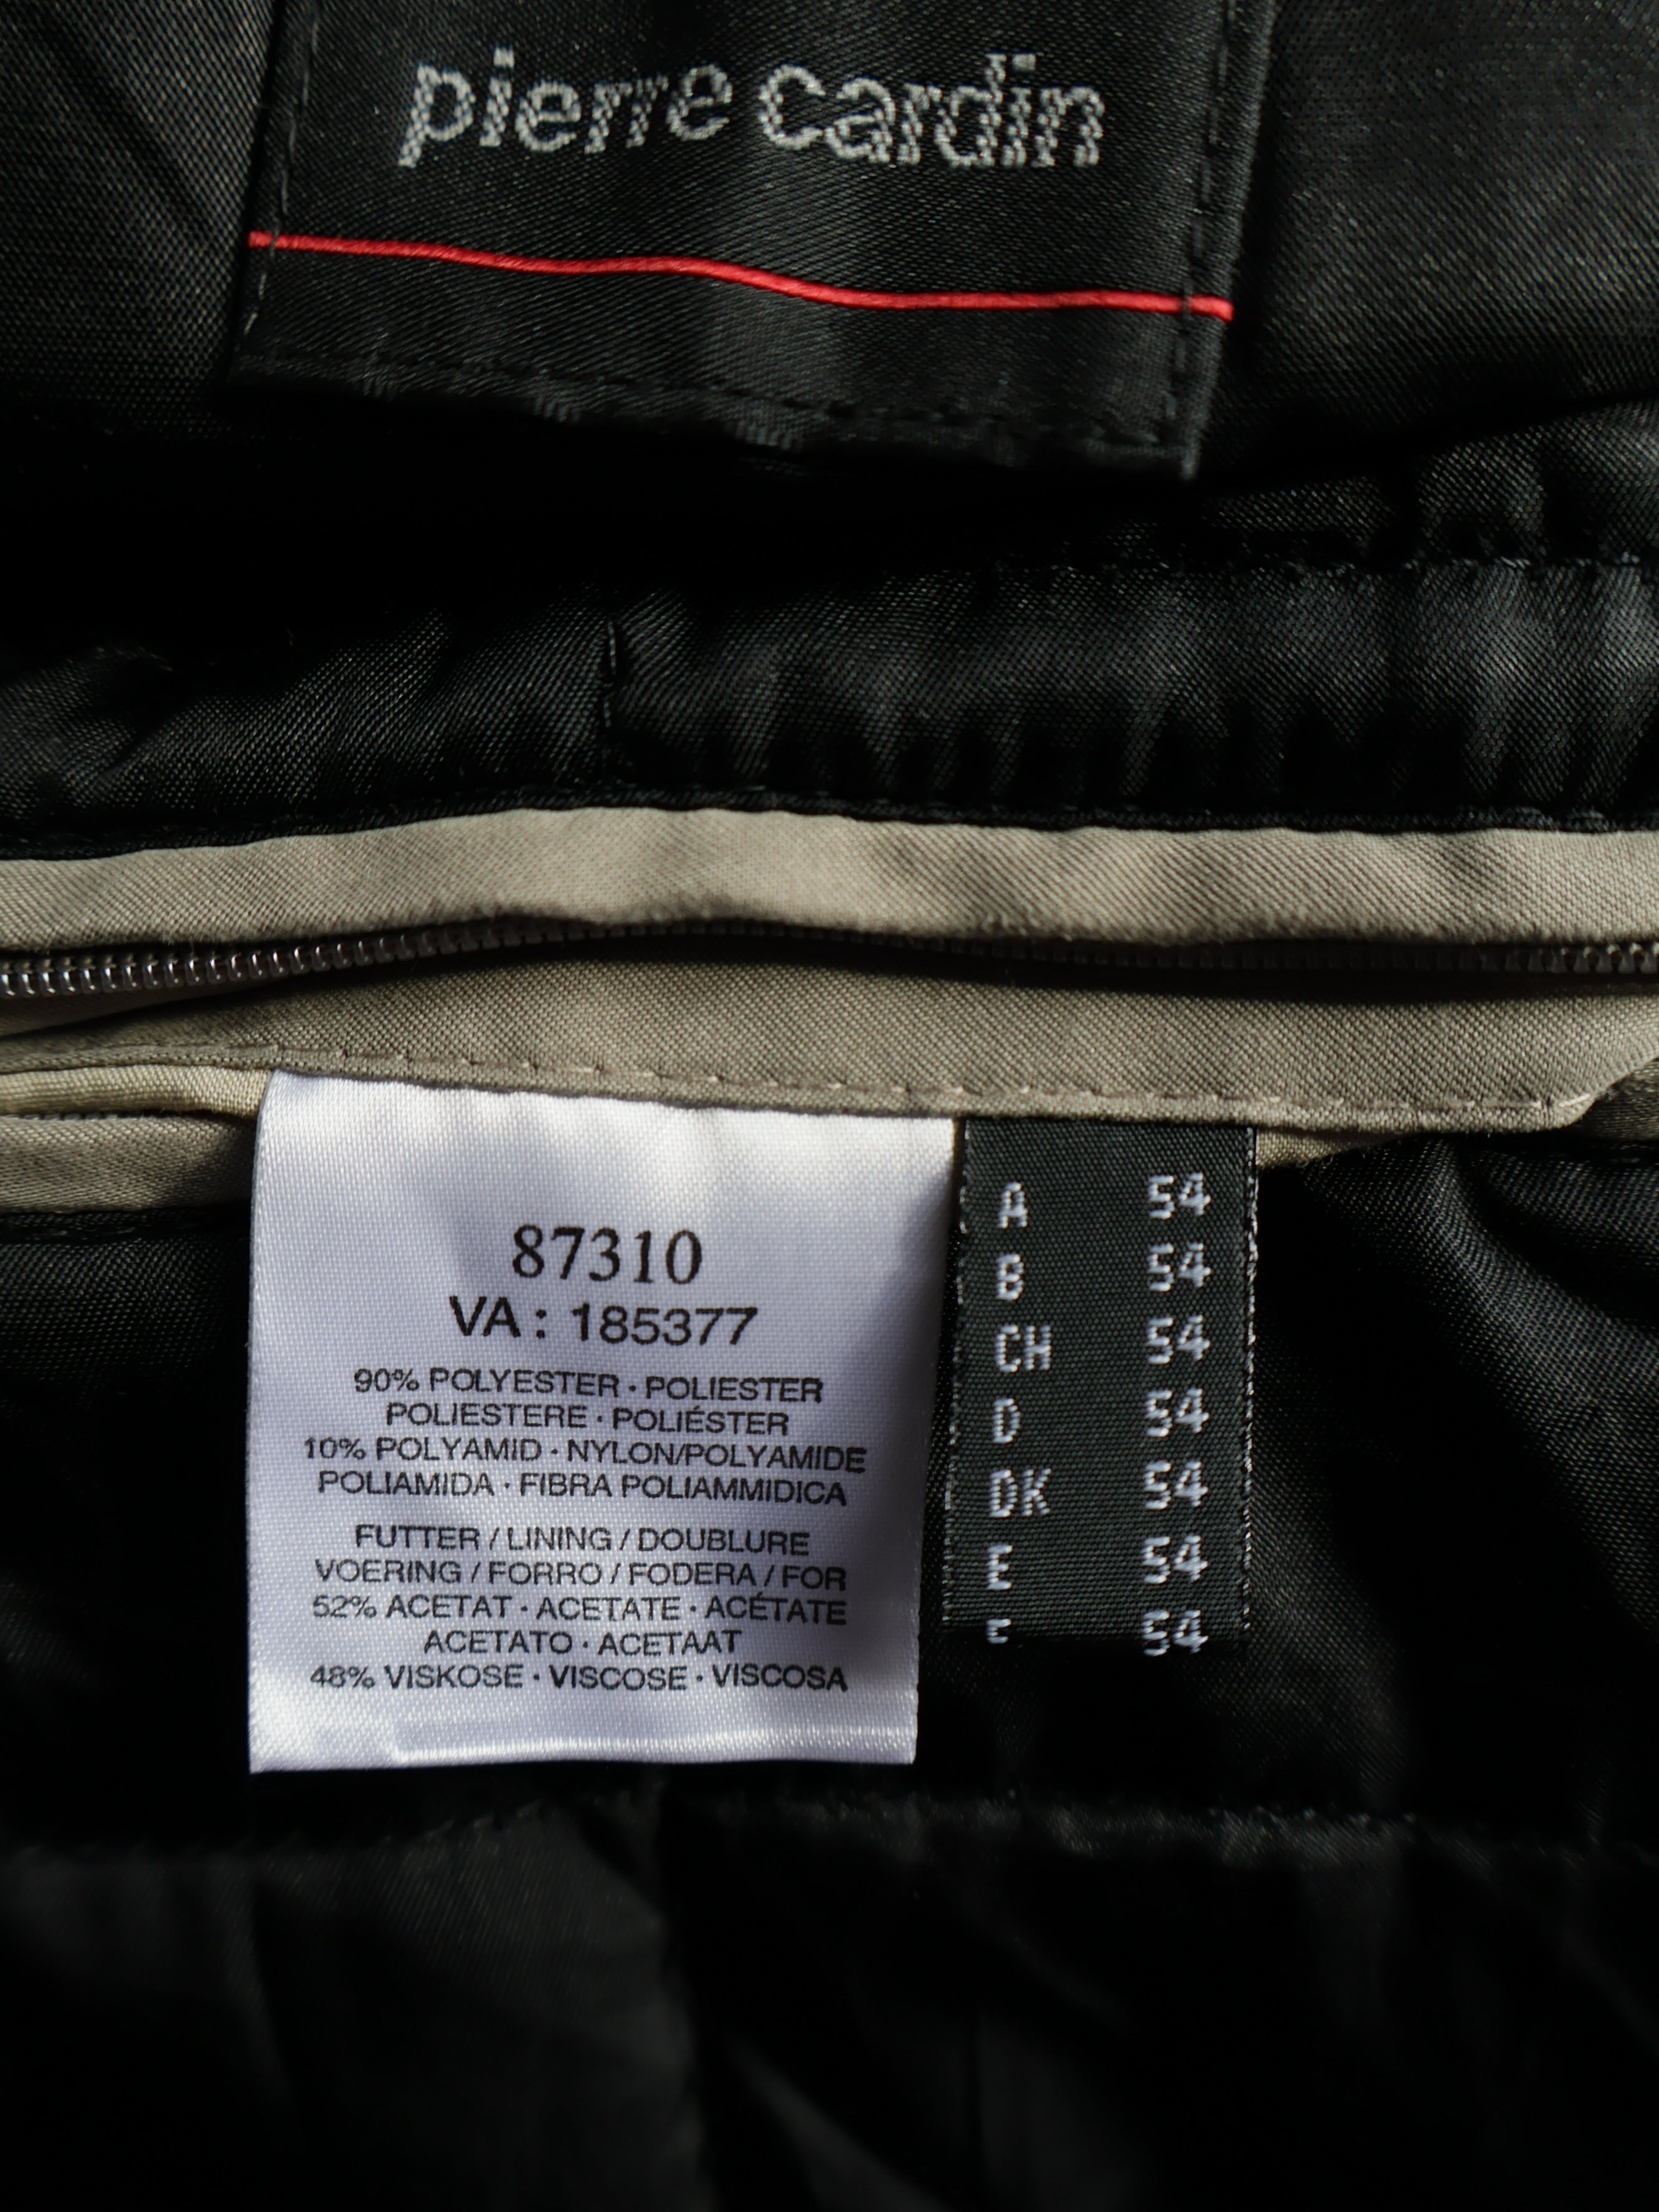 pierre cardin
87310
VA: 185377
90% POLYESTER · POLIESTER
POLIESTERE · POLIÉSTER
10% POLYAMID · NYLON/POLYAMIDE
POLIAMIDA · FIBRA POLIAMMIDICA
FUTTER / LINING / DOUBLURE
VOERING / FORRO / FODERA / FOR
52% ACETAT · ACETATE · ACÉTATE
ACETATO · ACETAAT
48% VISKOSE · VISCOSE · VISCOSA
A 54
B 54
CH 54
D 54
DK 54
E 54
54